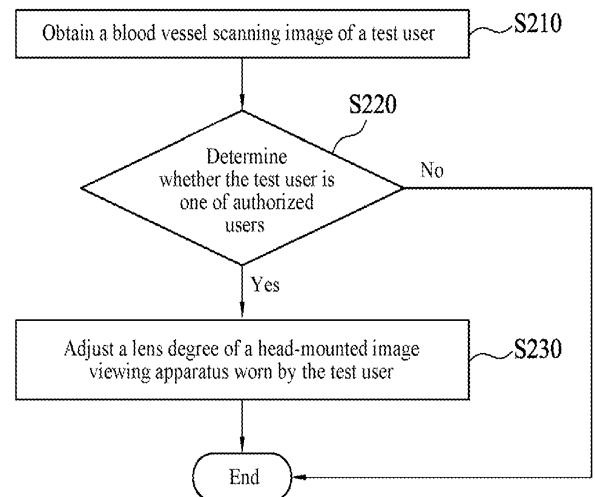 Obtain a blood vessel scanning image of a test user
S210
S220
Determine
whether the test user is
one of authorized
users
No
Yes
Adjust a lens degree of a head-mounted image
viewing apparatus worn by the test user
S230
End